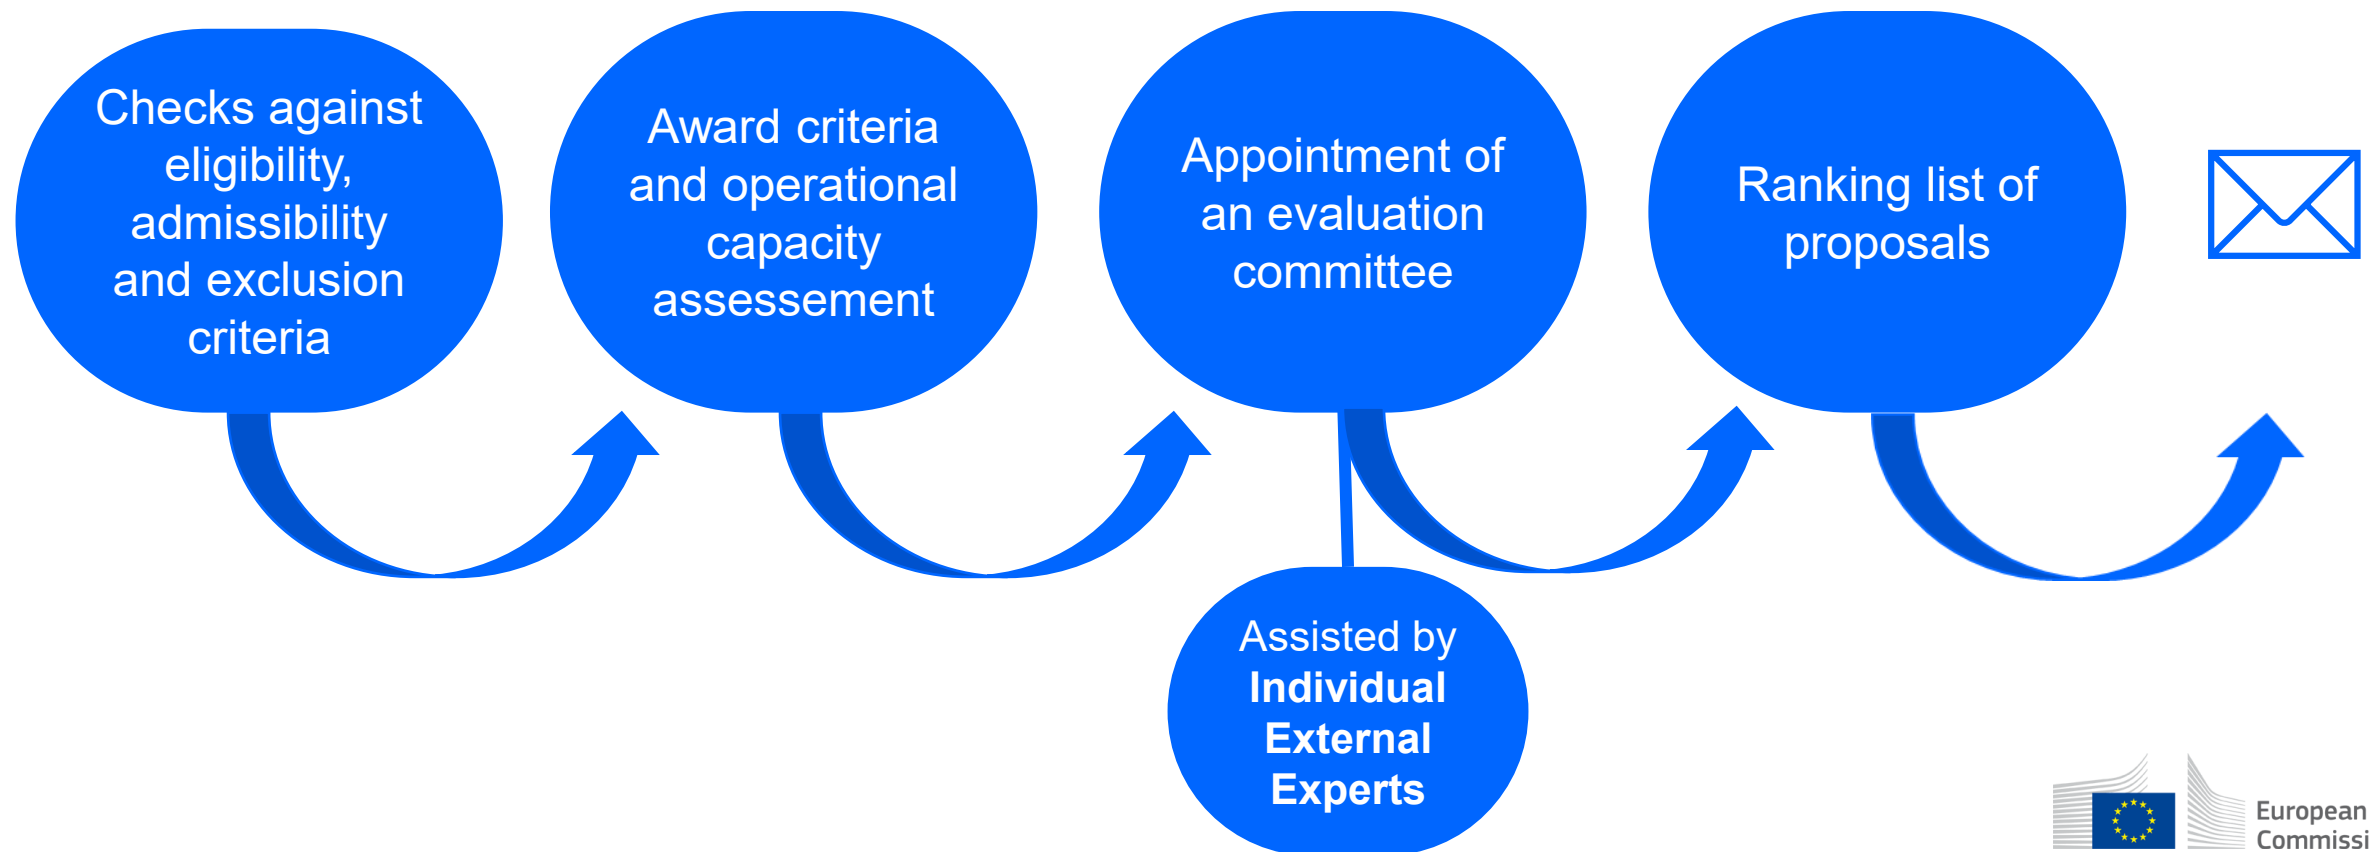 Checks against
eligibility,
admissibility
and exclusion
criteria
Award criteria
and operational
capacity
assessement
Appointment of
an evaluation
committee
Ranking list of
proposals
Assisted by
Individual
External
Experts
European
Commissi